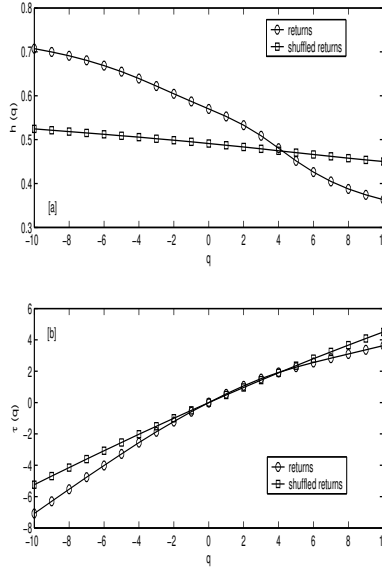 0.8
0.7
0.6
0.5
0.4
0.3
h (q)
[a]
returns
shuffled returns
-10 -8 -6 -4 -2 0 2 4 6 8 1
q
6
4
2
0
-2
-4
-6
-8
τ (q)
[b]
returns
shuffled returns
-10 -8 -6 -4 -2 0 2 4 6 8 1
q